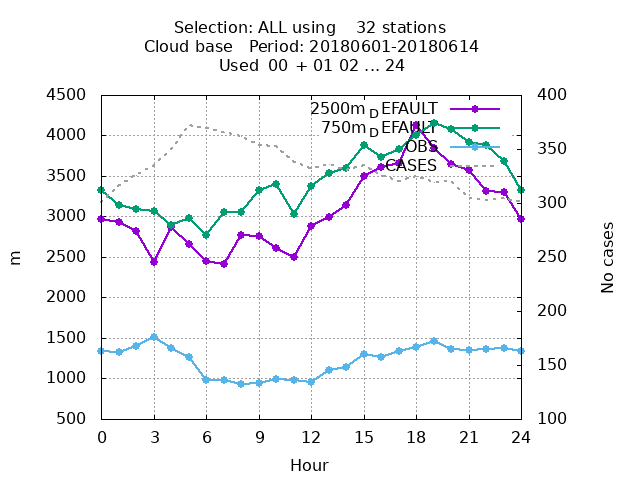 Selection: ALL using 32 stations
Cloud base Period: 20180601-20180614
Used 00 + 01 02 ... 24
2500m_DEFAULT
750m_DEFAULT
OBS
CASES
4500
4000
3500
3000
2500
2000
1500
1000
500
m
400
350
300
250
200
150
100
No cases
0 3 6 9 12 15 18 21 24
Hour